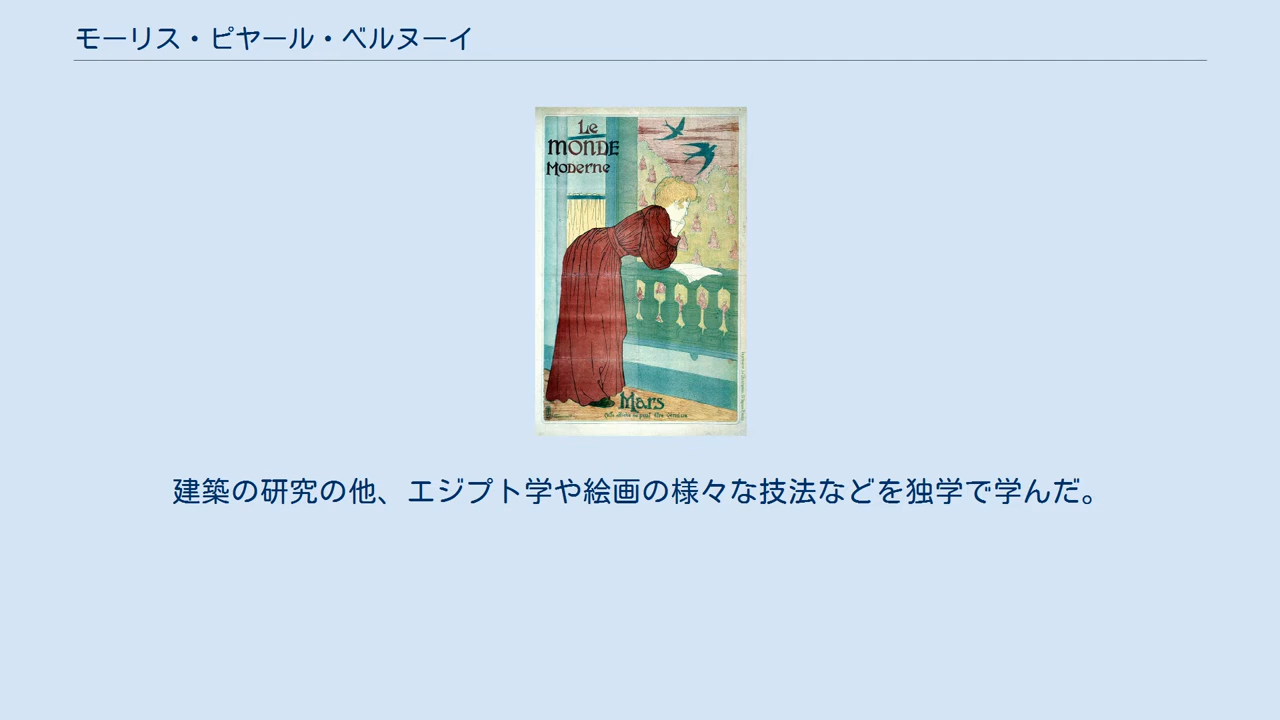 モーリス・ピヤール・ベルヌーイ
Le
MONDE
Moderne
Mars
建築の研究の他、エジプト学や絵画の様々な技法などを独学で学んだ。